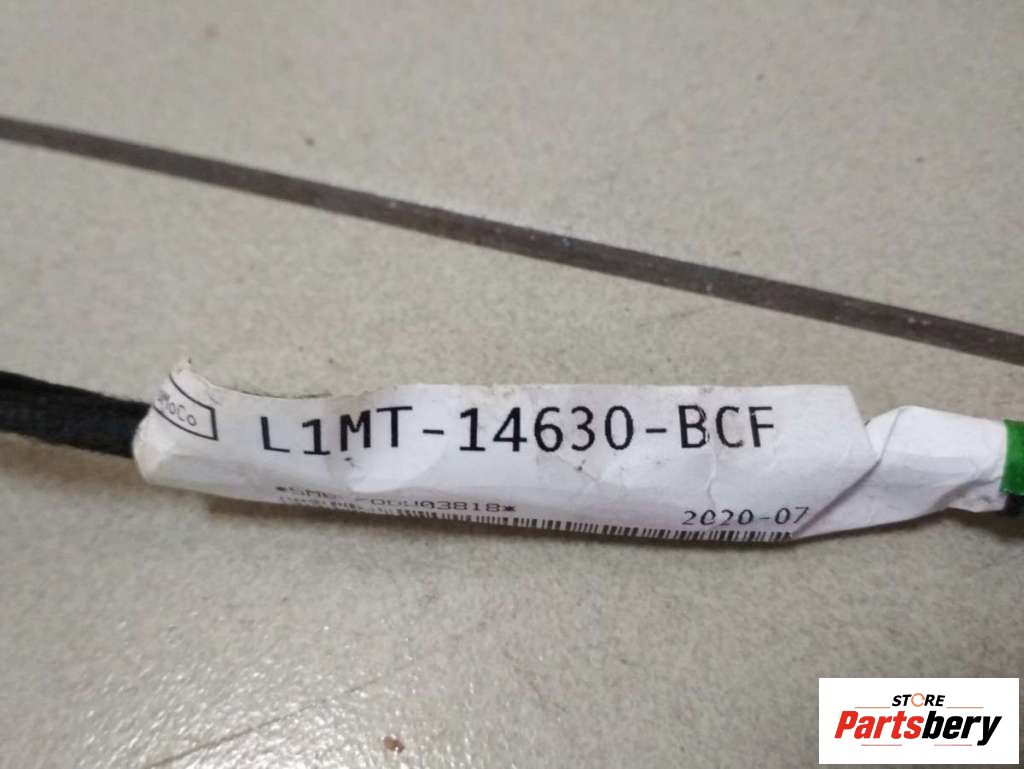 L1MT-14630-BCF
2020-07
STORE
Partsbery